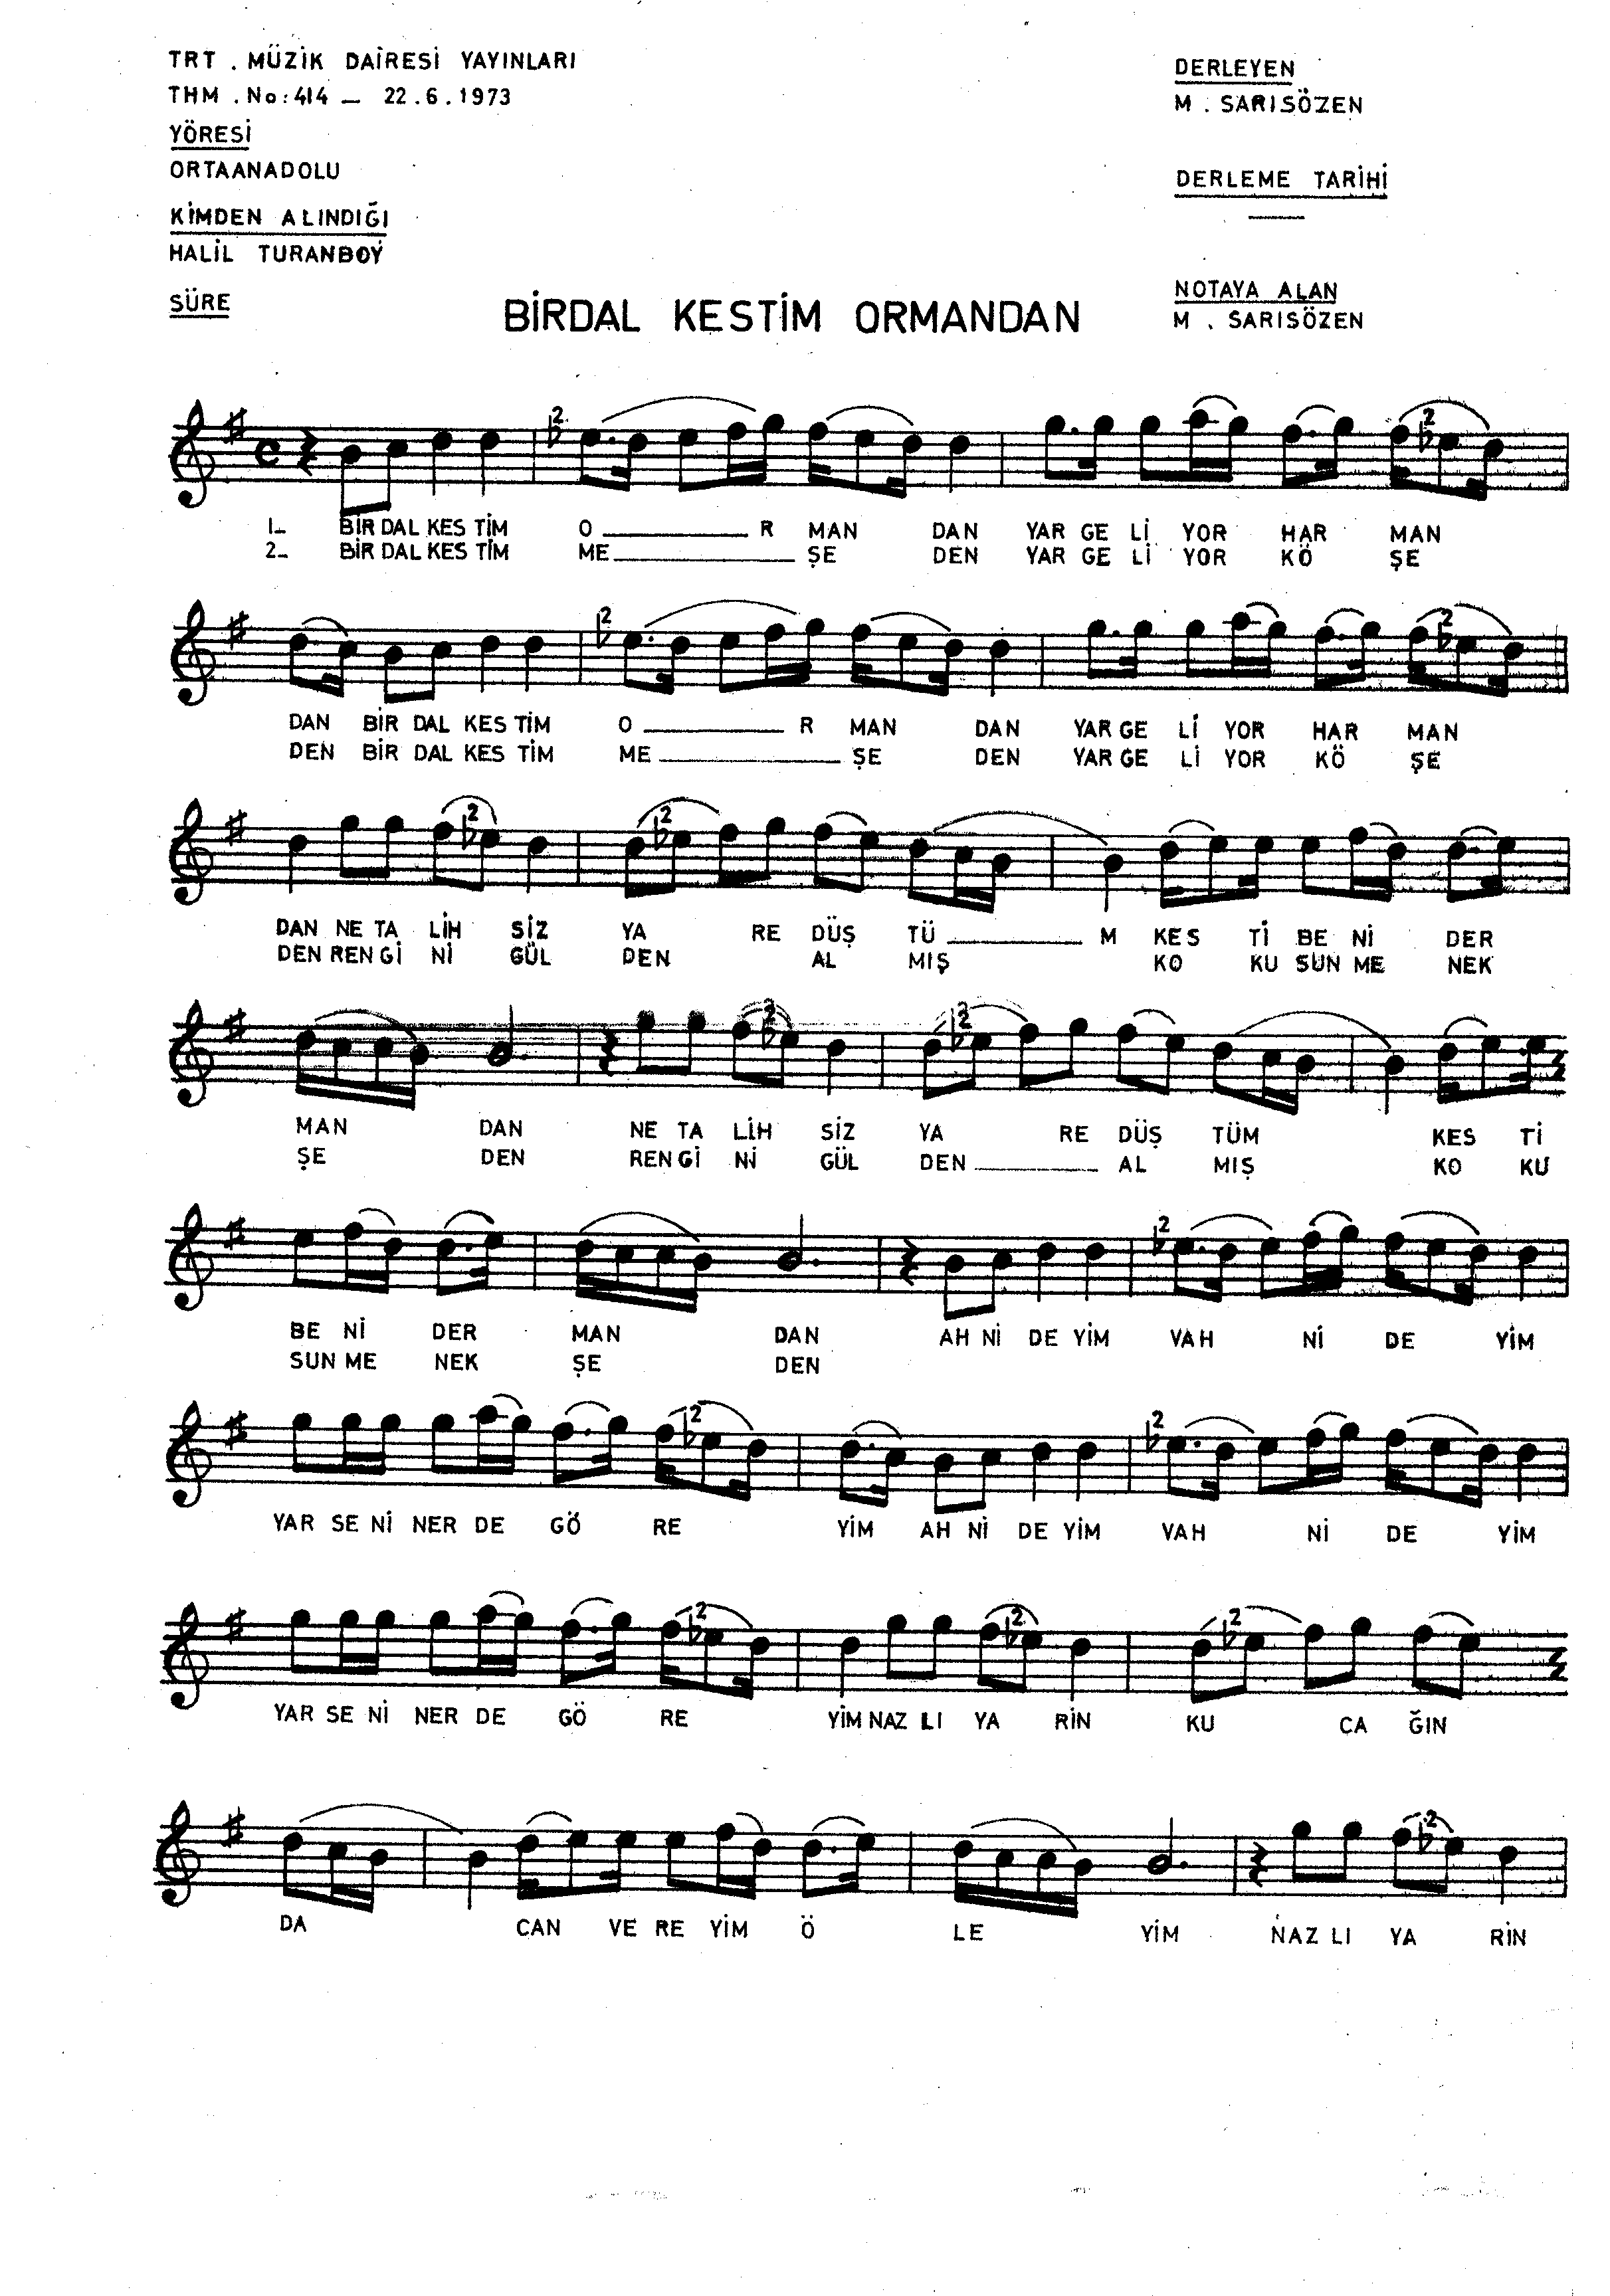 TRT . MÜZİK DAİRESİ YAYINLARI
THM . No: 414 — 22.6.1973
YÖRESİ
ORTAANADOLU
KİMDEN ALINDIĞI
HALİL TURANBOY
SÜRE
DERLEYEN
M . SARISÖZEN
DERLEME TARİHİ
NOTAYA ALAN
M . SARISÖZEN
BİRDAL KESTİM ORMANDAN
1_ BİR DAL KES TİM O____ R MAN DAN YAR GE Lİ YOR HAR MAN
2_ BİR DAL KES TİM ME____ ŞE DEN YAR GE Lİ YOR KÖ ŞE
DAN BİR DAL KES TİM O____ R MAN DAN YAR GE Lİ YOR HAR MAN
DEN BİR DAL KES TİM ME____ ŞE DEN YAR GE Lİ YOR KÖ ŞE
DAN NE TA LİH SİZ YA RE DÜŞ TÜ____ M KES Tİ BE Nİ DER
DEN REN Gİ Nİ GÜL DEN AL MIŞ KO KU SUN ME NEK
MAN DAN NE TA LİH SİZ YA RE DÜŞ TÜM KES Tİ
ŞE DEN REN Gİ Nİ GÜL DEN____ AL MIŞ KO KU
BE Nİ DER MAN DAN AH Nİ DE YİM VAH Nİ DE YİM
SUN ME NEK ŞE DEN
YAR SE Nİ NER DE GÖ RE YİM AH Nİ DE YİM VAH Nİ DE YİM
YAR SE Nİ NER DE GÖ RE YİM NAZ LI YA RİN KU CA ĞIN
DA CAN VE RE YİM Ö LE YİM NAZ LI YA RİN